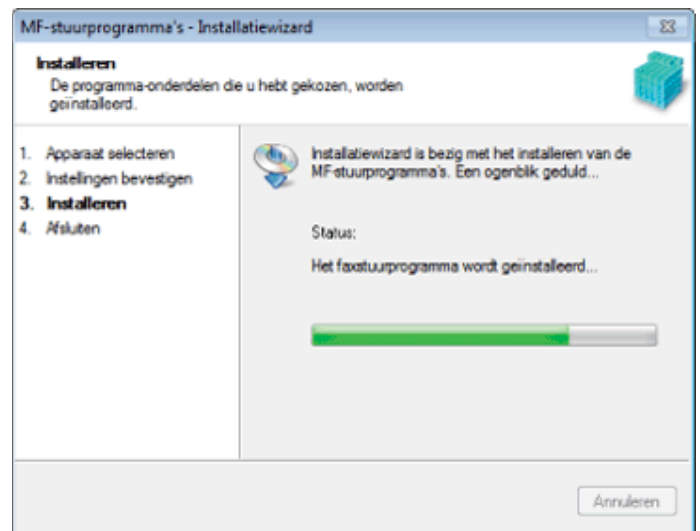 MF-stuurprogramma's - Installatiewizard
Installeren
De programma-onderdelen die u hebt gekozen, worden
geïnstalleerd.
1. Apparaat selecteren
2. Instellingen bevestigen
3. Installeren
4. Afsluiten
Installatiewizard is bezig met het installeren van de
MF-stuurprogramma's. Een ogenblik geduld...
Status:
Het faxstuurprogramma wordt geïnstalleerd...
Annuleren